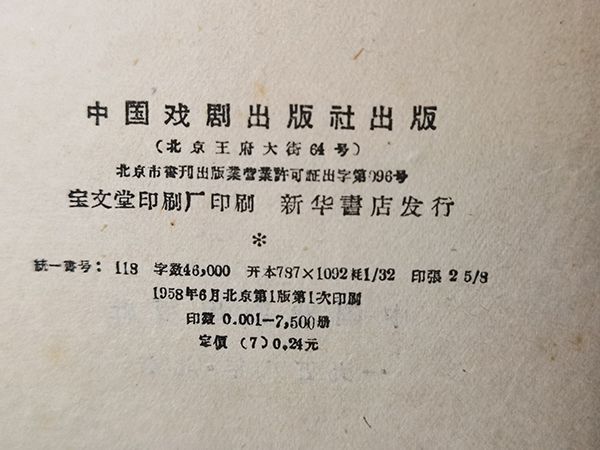 中国戏剧出版社出版
(北京王府大街64号)
北京市書刊出版業营業許可証出字第096号
宝文堂印刷厂印刷 新华書店发行
*
統一書号: 118 字数46,000 开本787×1092耗1/32 印張 2 5/8
1958年6月北京第1版第1次印刷
印数 0.001—7,500册
定價 (7) 0.24元